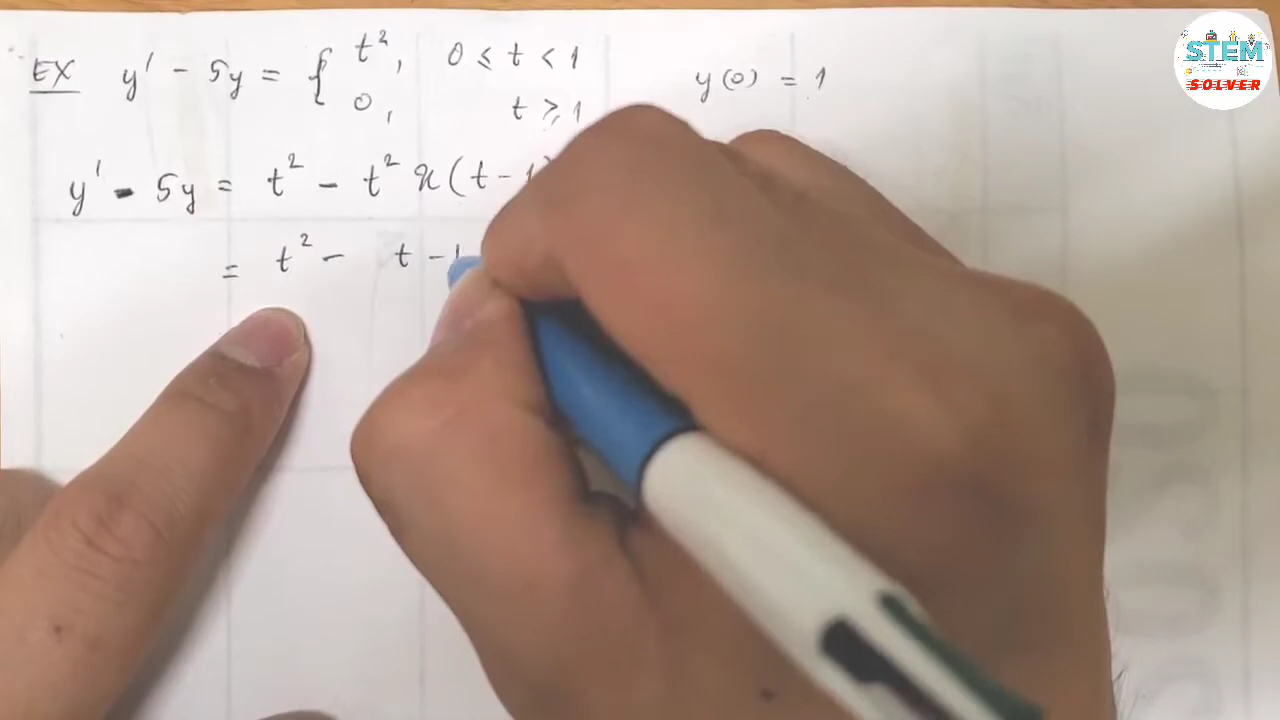 EX y' - 5y = { t², 0 ≤ t < 1 y(0) = 1
0, t ≥ 1
y' - 5y = t² - t² u(t - 1
= t² - t - 1
STEM
SOLVER